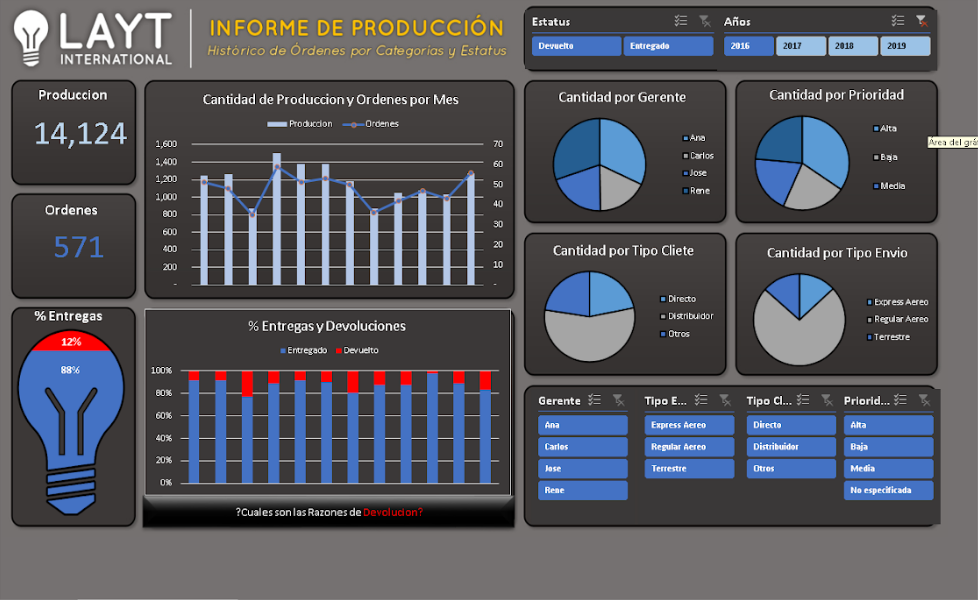 LAYT
INTERNATIONAL
INFORME DE PRODUCCIÓN
Histórico de Órdenes por Categorías y Estatus
Estatus
Devuelto
Entregado
Años
2016
2017
2018
2019
Produccion
14,124
Ordenes
571
% Entregas
12%
88%
Cantidad de Produccion y Ordenes por Mes
Produccion
Ordenes
1,600
1,400
1,200
1,000
800
600
400
200
-
70
60
50
40
30
20
10
-
% Entregas y Devoluciones
Entregado
Devuelto
100%
80%
60%
40%
20%
0%
?Cuales son las Razones de Devolucion?
Cantidad por Gerente
Ana
Carlos
Jose
Rene
Cantidad por Prioridad
Alta
Baja
Media
Area del grá
Cantidad por Tipo Cliete
Directo
Distribuidor
Otros
Cantidad por Tipo Envio
Express Aereo
Regular Aereo
Terrestre
Gerente
Ana
Carlos
Jose
Rene
Tipo E...
Express Aereo
Regular Aereo
Terrestre
Tipo Cl...
Directo
Distribuidor
Otros
Priorid...
Alta
Baja
Media
No especificada